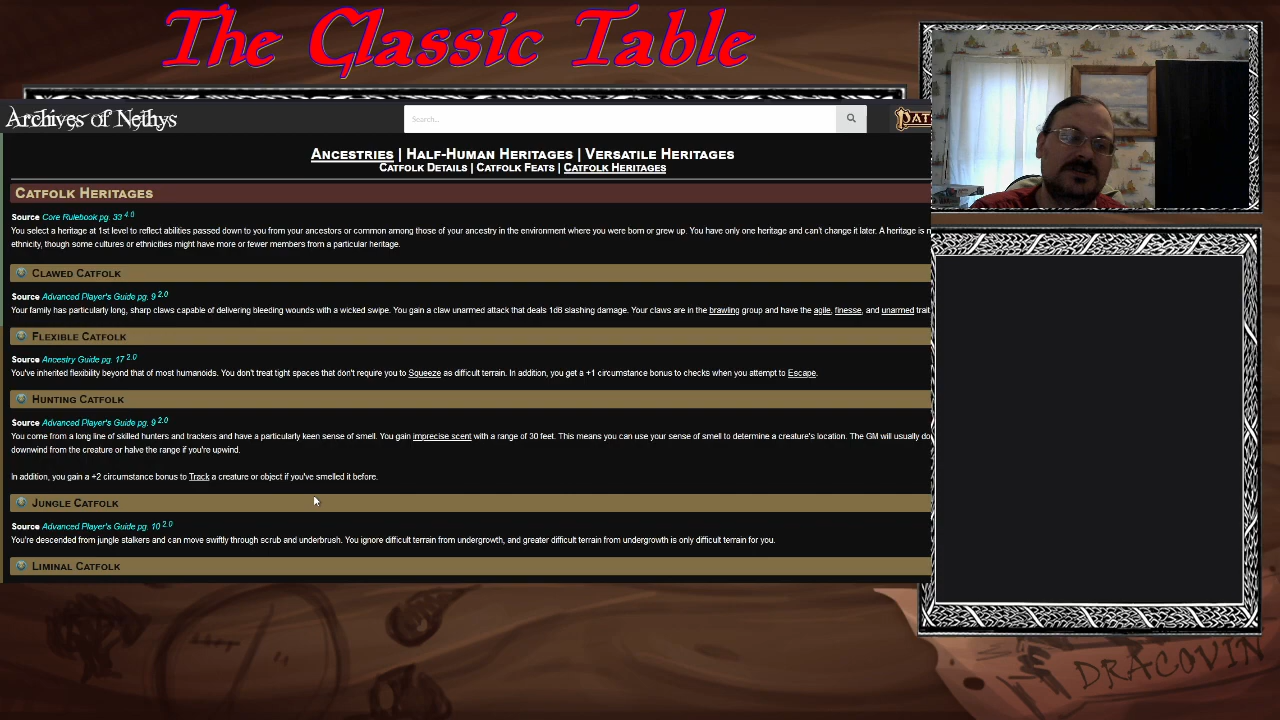 The Classic Table
Archives of Nethys
Search...
PAT
ANCESTRIES | HALF-HUMAN HERITAGES | VERSATILE HERITAGES
CATFOLK DETAILS | CATFOLK FEATS | CATFOLK HERITAGES
CATFOLK HERITAGES
Source Core Rulebook pg. 33 4.0
You select a heritage at 1st level to reflect abilities passed down to you from your ancestors or common among those of your ancestry in the environment where you were born or grew up. You have only one heritage and can't change it later. A heritage is n
ethnicity, though some cultures or ethnicities might have more or fewer members from a particular heritage.
CLAWED CATFOLK
Source Advanced Player's Guide pg. 9 2.0
Your family has particularly long, sharp claws capable of delivering bleeding wounds with a wicked swipe. You gain a claw unarmed attack that deals 1d6 slashing damage. Your claws are in the brawling group and have the agile, finesse, and unarmed trait
FLEXIBLE CATFOLK
Source Ancestry Guide pg. 17 2.0
You've inherited flexibility beyond that of most humanoids. You don't treat tight spaces that don't require you to Squeeze as difficult terrain. In addition, you get a +1 circumstance bonus to checks when you attempt to Escape.
HUNTING CATFOLK
Source Advanced Player's Guide pg. 9 2.0
You come from a long line of skilled hunters and trackers and have a particularly keen sense of smell. You gain imprecise scent with a range of 30 feet. This means you can use your sense of smell to determine a creature's location. The GM will usually do
downwind from the creature or halve the range if you're upwind.
In addition, you gain a +2 circumstance bonus to Track a creature or object if you've smelled it before.
JUNGLE CATFOLK
Source Advanced Player's Guide pg. 10 2.0
You're descended from jungle stalkers and can move swiftly through scrub and underbrush. You ignore difficult terrain from undergrowth, and greater difficult terrain from undergrowth is only difficult terrain for you.
LIMINAL CATFOLK
DRACOVIN